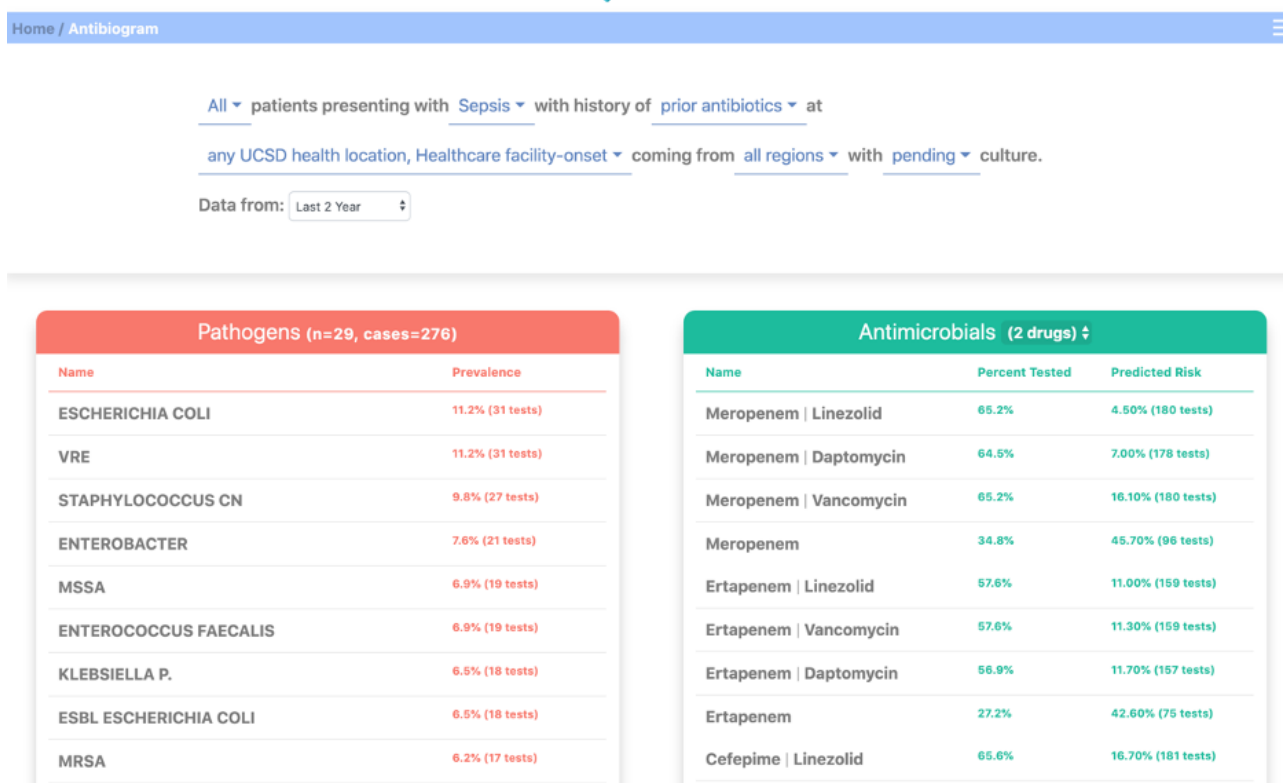 Home / Antibiogram
All patients presenting with Sepsis with history of prior antibiotics at
any UCSD health location, Healthcare facility-onset coming from all regions with pending culture.
Data from: Last 2 Year
Pathogens (n=29, cases=276)
Name Prevalence
ESCHERICHIA COLI 11.2% (31 tests)
VRE 11.2% (31 tests)
STAPHYLOCOCCUS CN 9.8% (27 tests)
ENTEROBACTER 7.6% (21 tests)
MSSA 6.9% (19 tests)
ENTEROCOCCUS FAECALIS 6.9% (19 tests)
KLEBSIELLA P. 6.5% (18 tests)
ESBL ESCHERICHIA COLI 6.5% (18 tests)
MRSA 6.2% (17 tests)
Antimicrobials (2 drugs)
Name Percent Tested Predicted Risk
Meropenem | Linezolid 65.2% 4.50% (180 tests)
Meropenem | Daptomycin 64.5% 7.00% (178 tests)
Meropenem | Vancomycin 65.2% 16.10% (180 tests)
Meropenem 34.8% 45.70% (96 tests)
Ertapenem | Linezolid 57.6% 11.00% (159 tests)
Ertapenem | Vancomycin 57.6% 11.30% (159 tests)
Ertapenem | Daptomycin 56.9% 11.70% (157 tests)
Ertapenem 27.2% 42.60% (75 tests)
Cefepime | Linezolid 65.6% 16.70% (181 tests)